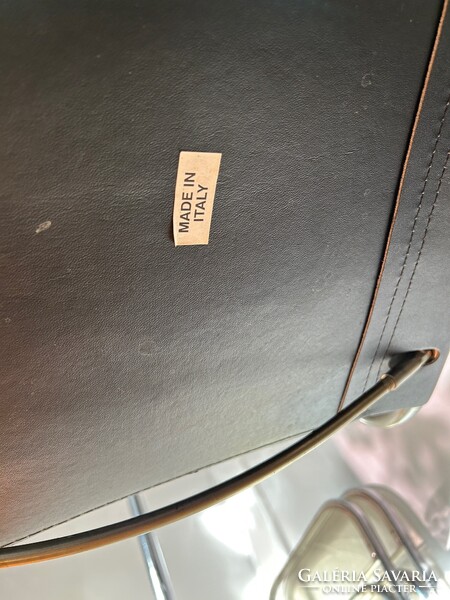 MADE IN
ITALY
GALÉRIA SAVARIA
ONLINE PIACTÉR